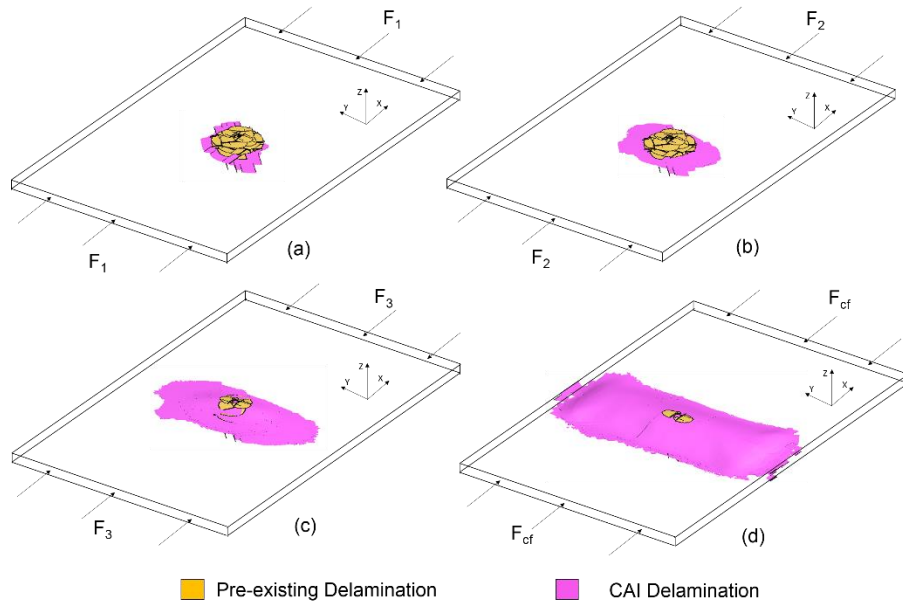 F1
F2
Z
Y
X
Z
Y
X
F1
(a)
F2
(b)
F3
Fcf
Z
Y
X
Z
Y
X
F3
(c)
Fcf
(d)
Pre-existing Delamination
CAI Delamination